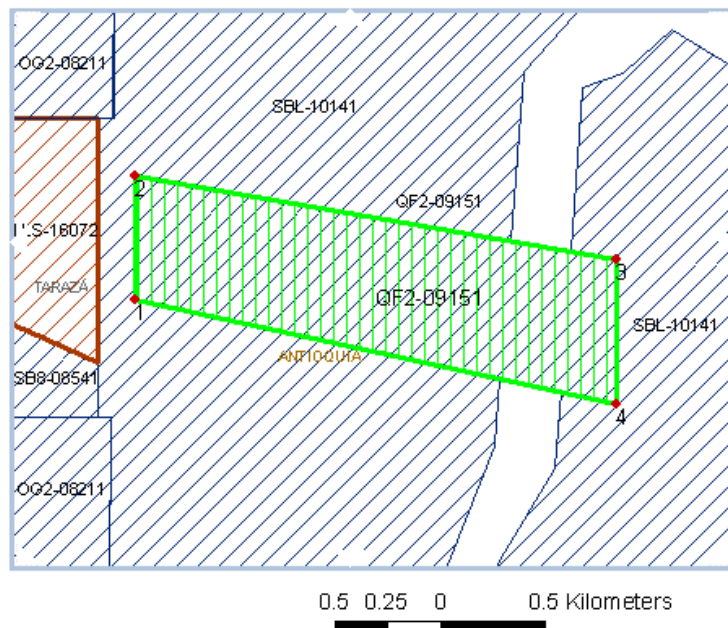 OG2-08211
SBL-10141
2
QF2-09151
-16072
3
TARAZÁ
QF2-09151
1
SBL-10141
ANTIOQUIA
SB8-08541
4
OG2-08211
0.5 0.25 0 0.5 Kilometers